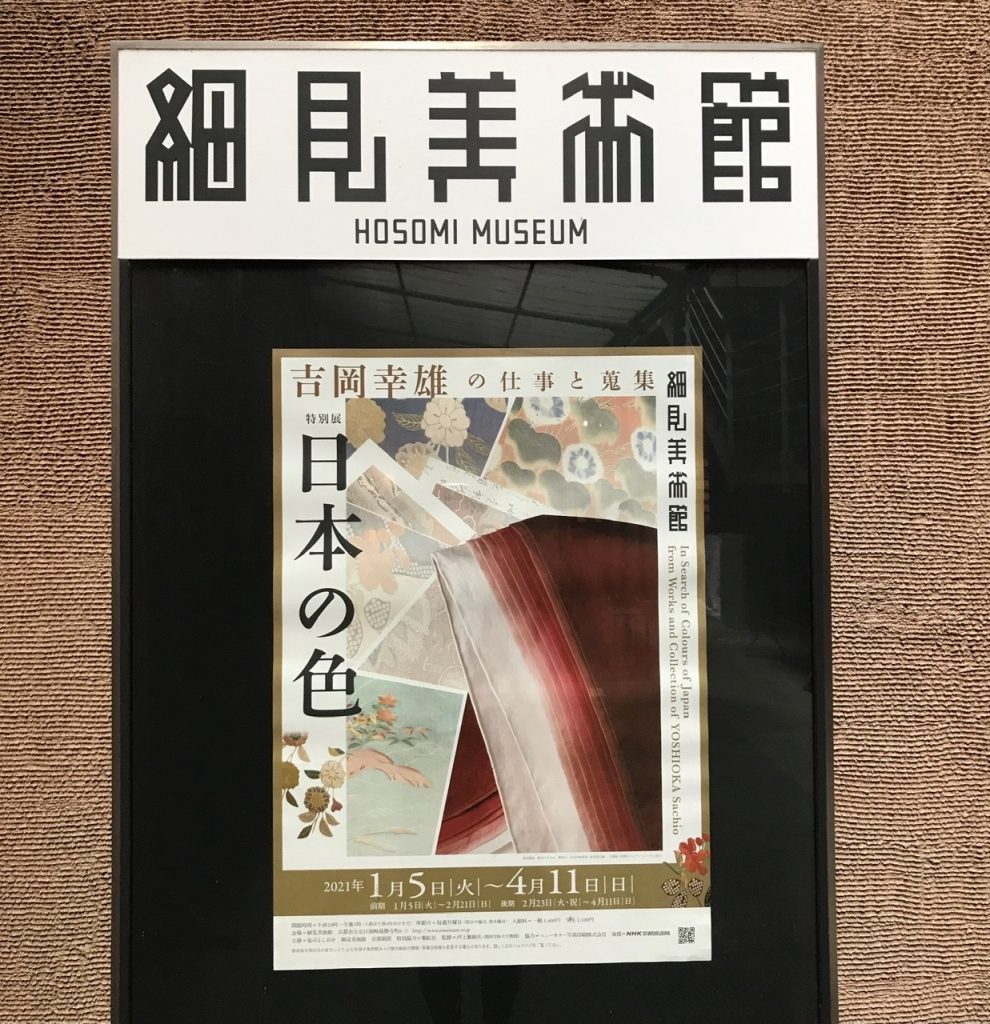 細見美術館
HOSOMI MUSEUM
吉岡幸雄の仕事と蒐集
細見美術館
特別展
日本の色
In Search of Colours of Japan
from Works and Collection of YOSHIOKA Sachio
2021年1月5日|火|〜4月11日|日|
前期 1月5日|火|〜2月21日|日| 後期 2月23日|火・祝|〜4月11日|日|